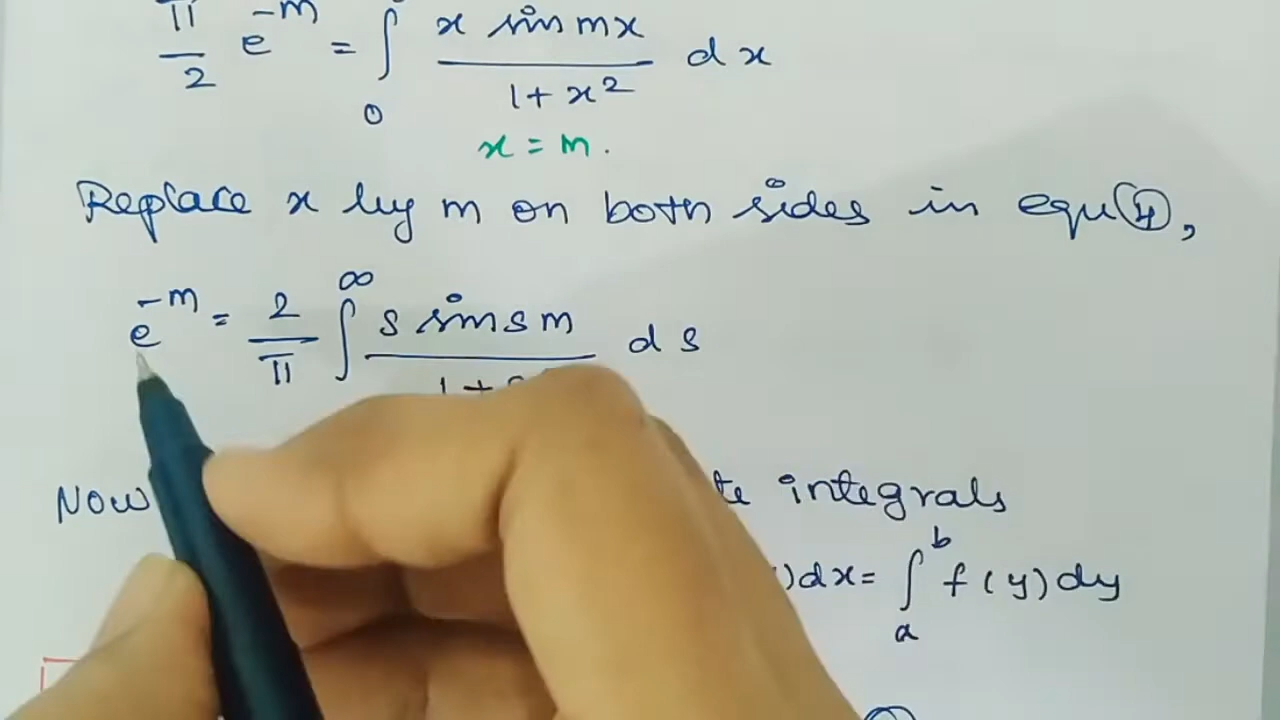 π/2 e^-m = ∫0 x sin mx / 1 + x² dx
x = m.
Replace x by m on both sides in equ(4),
e^-m = 2/π ∫^∞ s sin s m / 1 + ds
Now integrals
)dx = ∫a^b f(y)dy